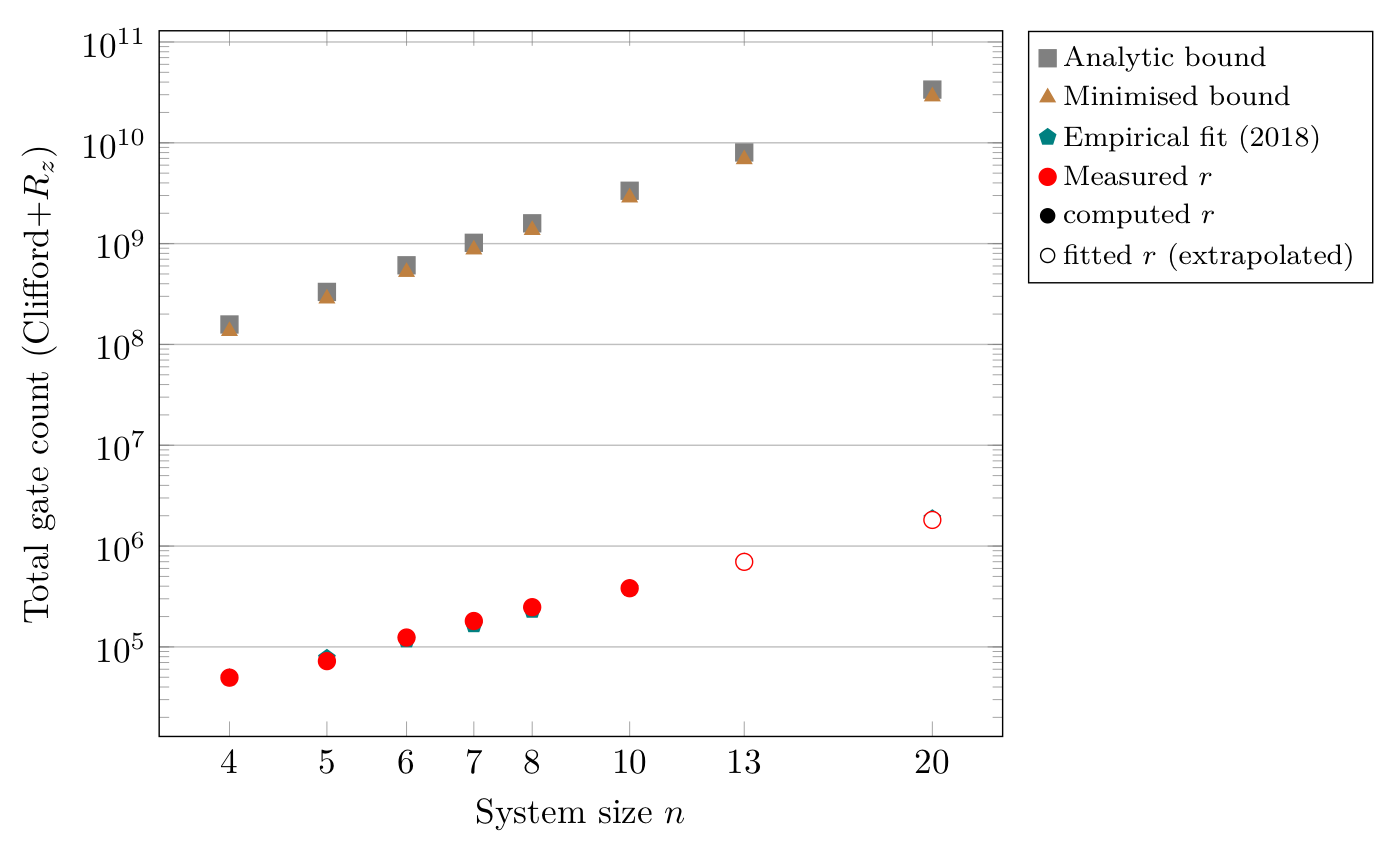 Total gate count (Clifford+$R_z$)
$10^{11}$
$10^{10}$
$10^{9}$
$10^{8}$
$10^{7}$
$10^{6}$
$10^{5}$
4 5 6 7 8 10 13 20
System size $n$
Analytic bound
Minimised bound
Empirical fit (2018)
Measured $r$
computed $r$
fitted $r$ (extrapolated)